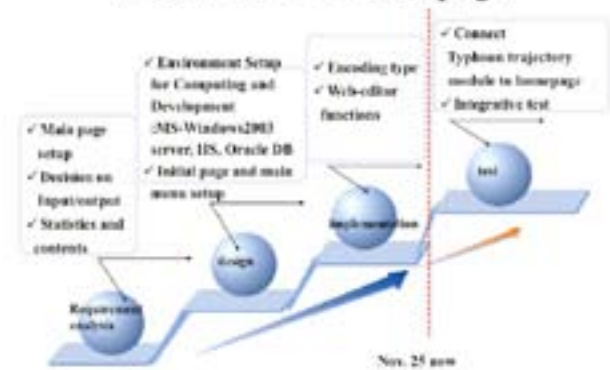 ✓ Main page
setup
✓ Decision on
Input/output
✓ Statistics and
contents
✓ Environment Setup
for Computing and
Development
:MS-Windows2003
server, IIS, Oracle DB
✓ Initial page and main
menu setup
✓ Encoding type
✓ Web-editor
functions
✓ Connect
Typhoon trajectory
module to homepage
✓ Integrative test
Requirement
analysis
design
implementation
test
Nov. 25 now